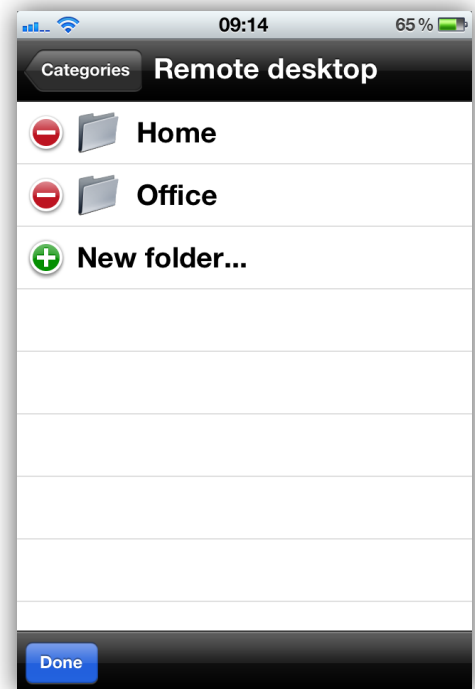 09:14 65%
Categories Remote desktop
Home
Office
New folder...
Done